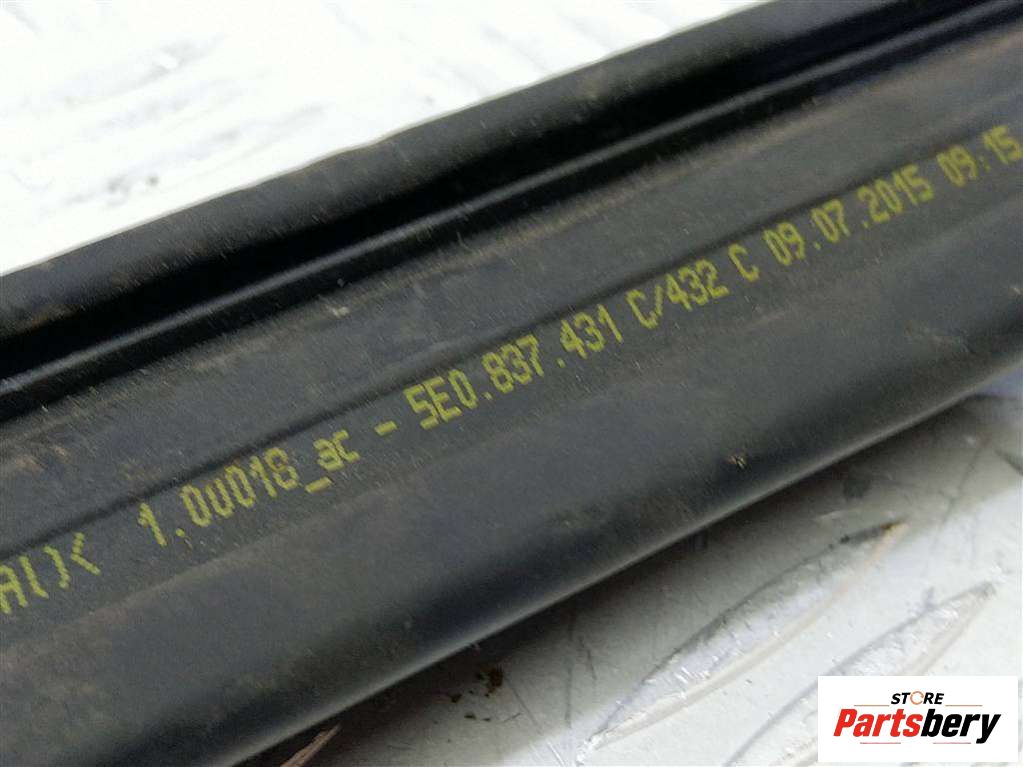 A()< 1.00018_ac - 5E0.837.431 C/432 C 09.07.2015 09:15
STORE
Partsbery